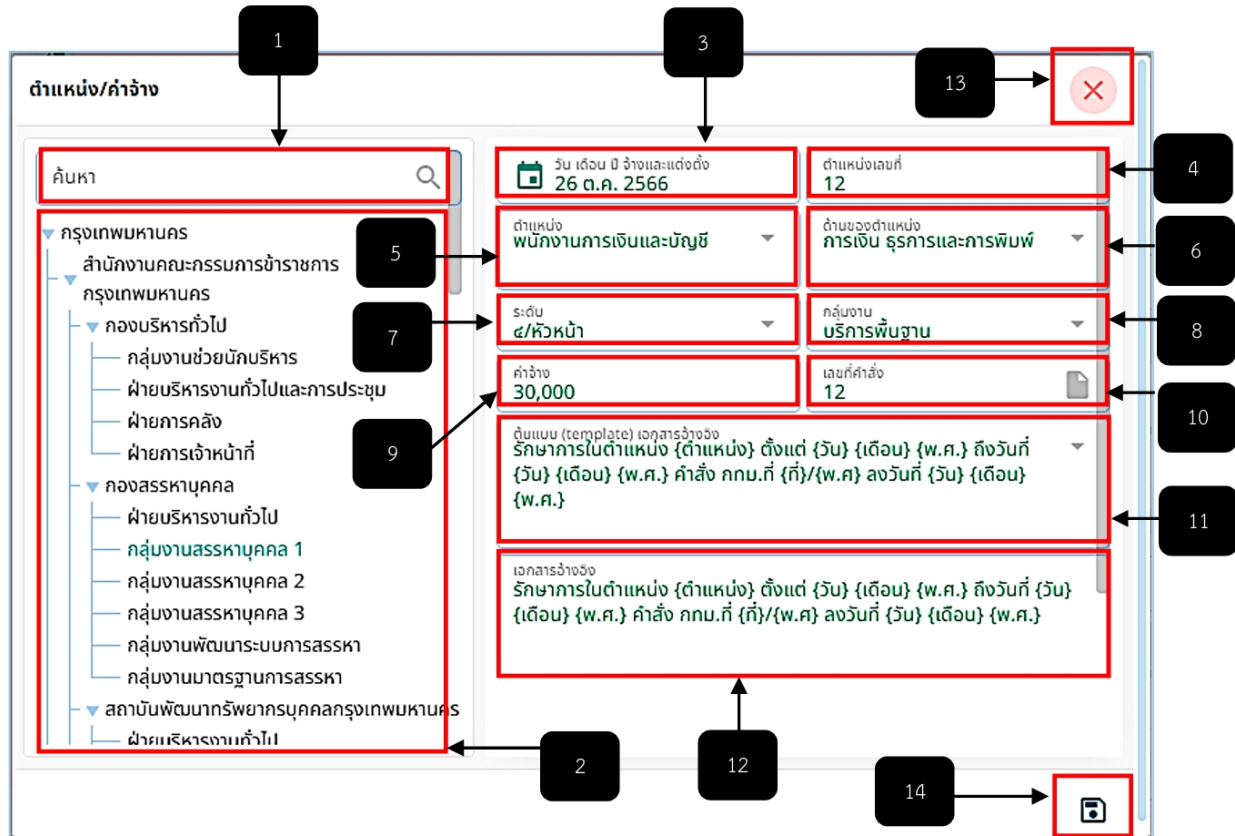 1
3
13
ตำแหน่ง/ค่าจ้าง
ค้นหา
วัน เดือน ปี จ้างและแต่งตั้ง
26 ต.ค. 2566
ตำแหน่งเลขที่
12
4
กรุงเทพมหานคร
สำนักงานคณะกรรมการข้าราชการ
กรุงเทพมหานคร
กองบริหารทั่วไป
กลุ่มงานช่วยนักบริหาร
ฝ่ายบริหารงานทั่วไปและการประชุม
ฝ่ายการคลัง
ฝ่ายการเจ้าหน้าที่
กองสรรหาบุคคล
ฝ่ายบริหารงานทั่วไป
กลุ่มงานสรรหาบุคคล 1
กลุ่มงานสรรหาบุคคล 2
กลุ่มงานสรรหาบุคคล 3
กลุ่มงานพัฒนาระบบการสรรหา
กลุ่มงานมาตรฐานการสรรหา
สถาบันพัฒนาทรัพยากรบุคคลกรุงเทพมหานคร
ฝ่ายบริหารงานทั่วไป
5
ตำแหน่ง
พนักงานการเงินและบัญชี
ด้านของตำแหน่ง
การเงิน ธุรการและการพิมพ์
6
7
ระดับ
๔/หัวหน้า
กลุ่มงาน
บริการพื้นฐาน
8
9
ค่าจ้าง
30,000
เลขที่คำสั่ง
12
10
ต้นแบบ (template) เอกสารอ้างอิง
รักษาการในตำแหน่ง {ตำแหน่ง} ตั้งแต่ {วัน} {เดือน} {พ.ศ.} ถึงวันที่
{วัน} {เดือน} {พ.ศ.} คำสั่ง กทม.ที่ {ที่}/{พ.ศ} ลงวันที่ {วัน} {เดือน}
{พ.ศ.}
11
เอกสารอ้างอิง
รักษาการในตำแหน่ง {ตำแหน่ง} ตั้งแต่ {วัน} {เดือน} {พ.ศ.} ถึงวันที่ {วัน}
{เดือน} {พ.ศ.} คำสั่ง กทม.ที่ {ที่}/{พ.ศ} ลงวันที่ {วัน} {เดือน} {พ.ศ.}
2
12
14